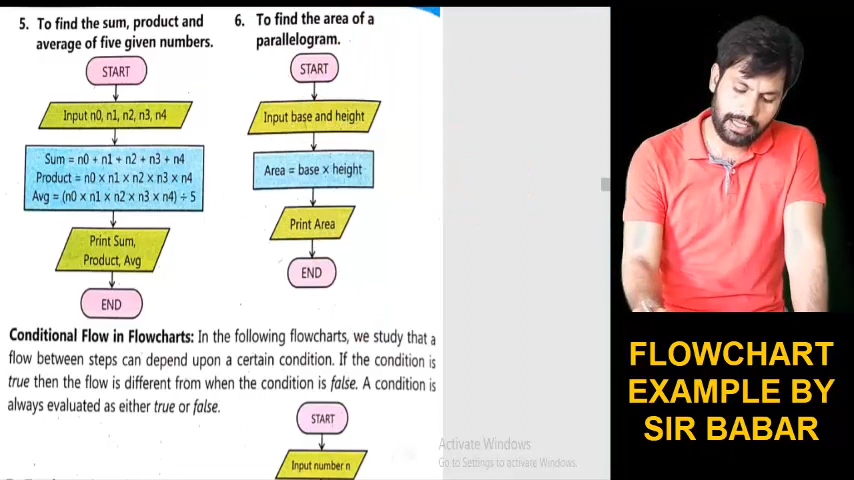 5. To find the sum, product and
average of five given numbers.
START
Input n0, n1, n2, n3, n4
Sum = n0 + n1 + n2 + n3 + n4
Product = n0 × n1 × n2 × n3 × n4
Avg = (n0 × n1 × n2 × n3 × n4) ÷ 5
Print Sum,
Product, Avg
END
6. To find the area of a
parallelogram.
START
Input base and height
Area = base × height
Print Area
END
Conditional Flow in Flowcharts: In the following flowcharts, we study that a
flow between steps can depend upon a certain condition. If the condition is
true then the flow is different from when the condition is false. A condition is
always evaluated as either true or false.
START
Input number n
Activate Windows
Go to Settings to activate Windows.
FLOWCHART
EXAMPLE BY
SIR BABAR